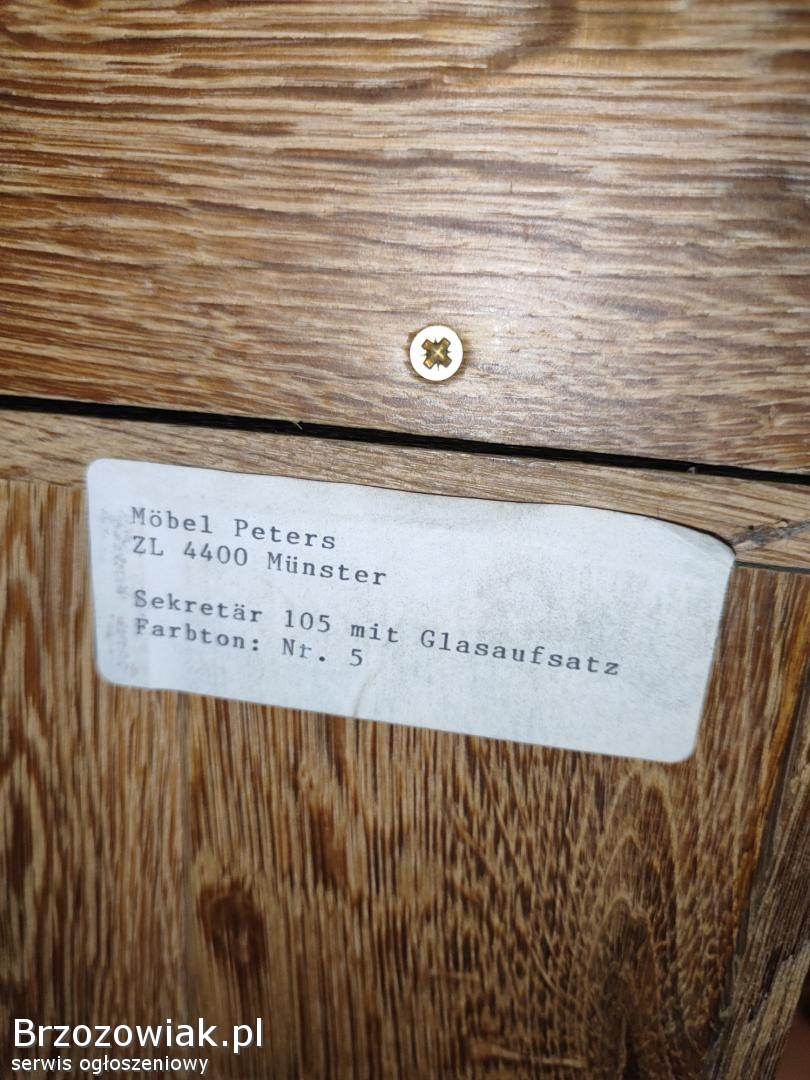 Möbel Peters
ZL 4400 Münster
Sekretär 105 mit Glasaufsatz
Farbton: Nr. 5
Brzozowiak.pl
serwis ogłoszeniowy